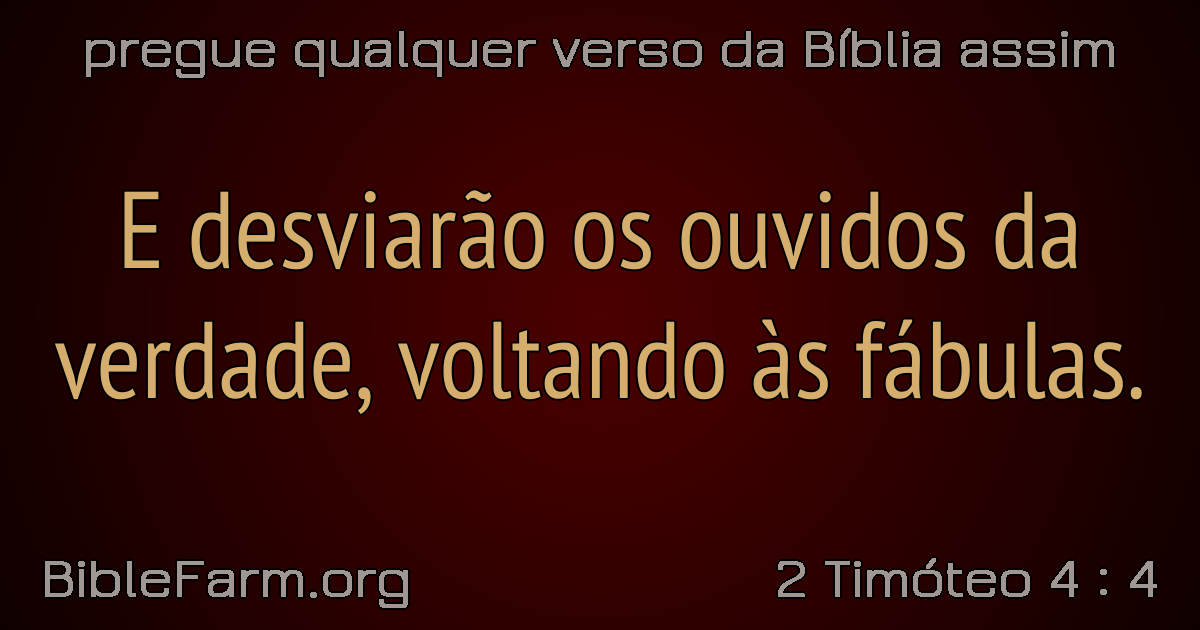 pregue qualquer verso da Bíblia assim
E desviarão os ouvidos da
verdade, voltando às fábulas.
BibleFarm.org
2 Timóteo 4 : 4